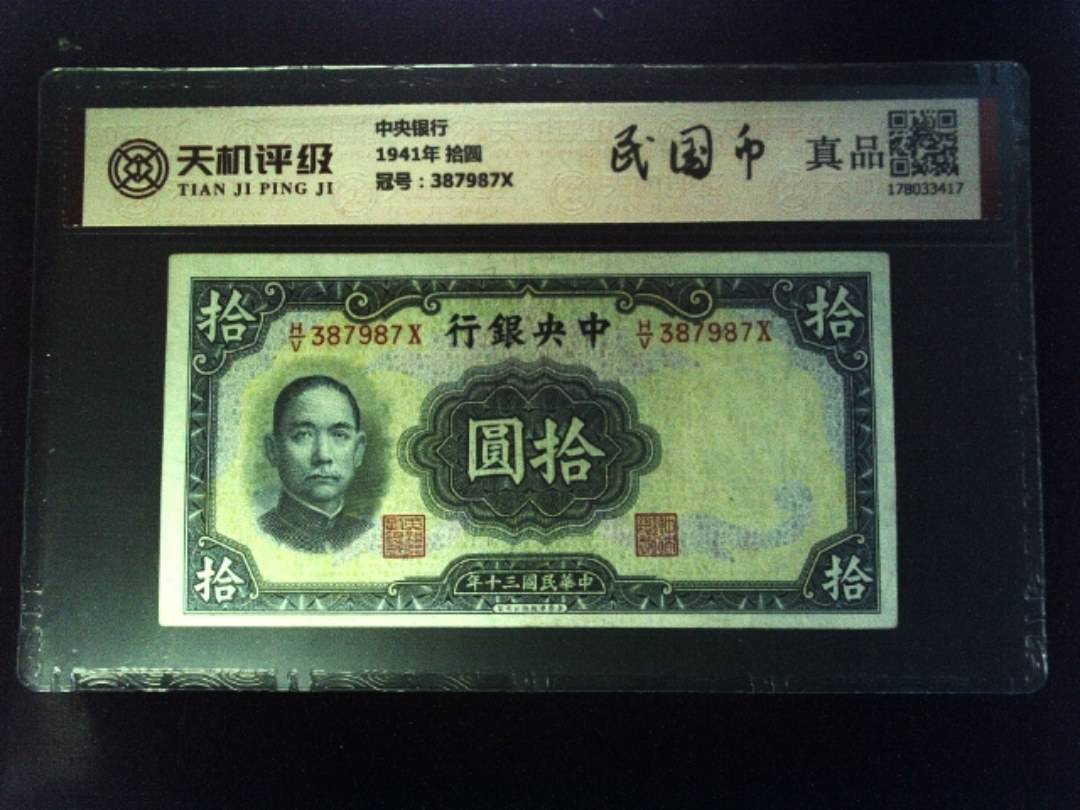 天机评级
TIAN JI PING JI
中央银行
1941年 拾圆
冠号：387987X
民国币
真品
178033417
拾
拾
H/V 387987X
行銀央中
H/V 387987X
圓拾
拾
拾
年十三國民華中